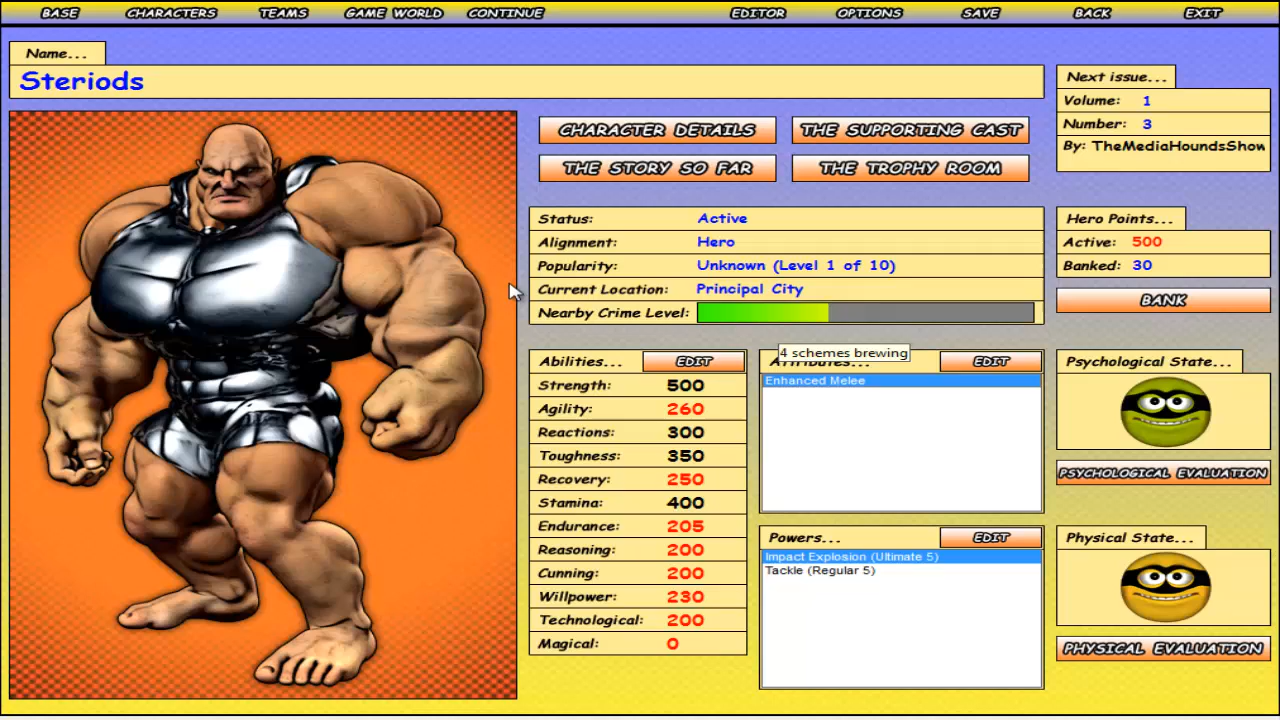 BASE CHARACTERS TEAMS GAME WORLD CONTINUE EDITOR OPTIONS SAVE BACK EXIT
Name...
Steriods
CHARACTER DETAILS THE SUPPORTING CAST
THE STORY SO FAR THE TROPHY ROOM
Next issue...
Volume: 1
Number: 3
By: TheMediaHoundsShow
Status: Active
Alignment: Hero
Popularity: Unknown (Level 1 of 10)
Current Location: Principal City
Nearby Crime Level:
Hero Points...
Active: 500
Banked: 30
BANK
4 schemes brewing
Abilities... EDIT
Strength: 500
Agility: 260
Reactions: 300
Toughness: 350
Recovery: 250
Stamina: 400
Endurance: 205
Reasoning: 200
Cunning: 200
Willpower: 230
Technological: 200
Magical: 0
Attributes... EDIT
Enhanced Melee
Powers... EDIT
Impact Explosion (Ultimate 5)
Tackle (Regular 5)
Psychological State...
PSYCHOLOGICAL EVALUATION
Physical State...
PHYSICAL EVALUATION